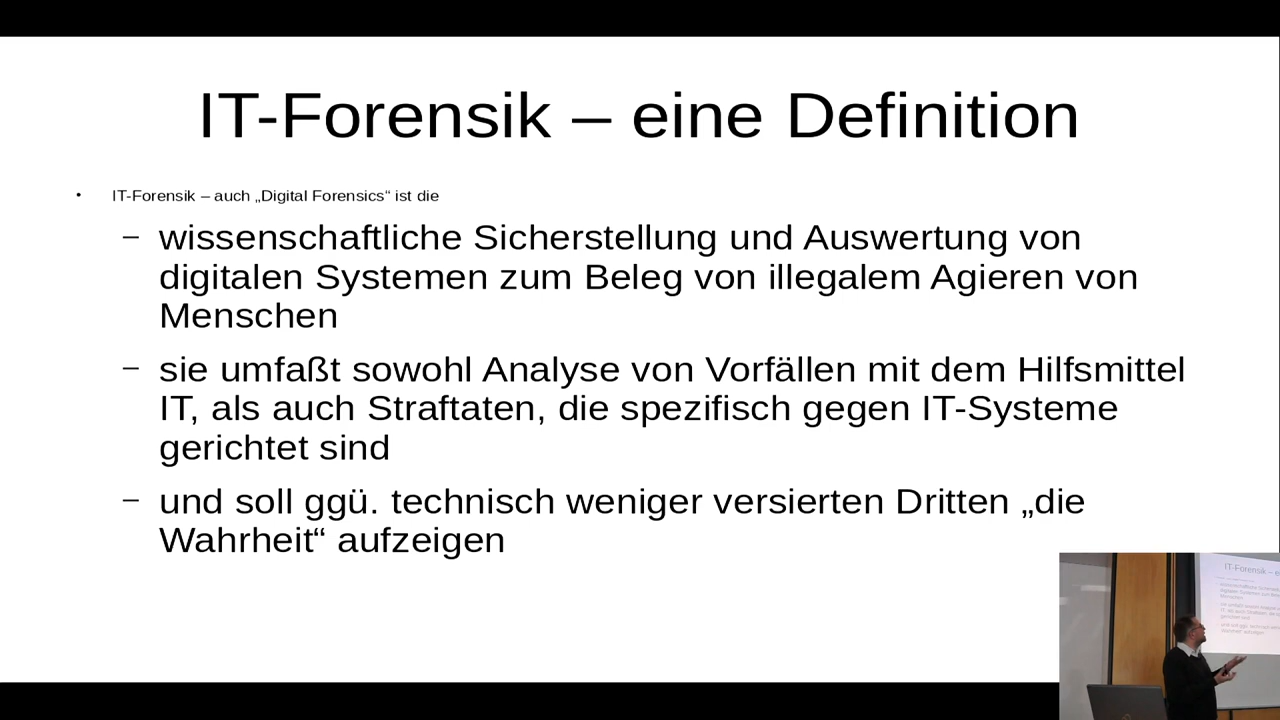 IT-Forensik – eine Definition
• IT-Forensik – auch „Digital Forensics“ ist die
– wissenschaftliche Sicherstellung und Auswertung von
digitalen Systemen zum Beleg von illegalem Agieren von
Menschen
– sie umfaßt sowohl Analyse von Vorfällen mit dem Hilfsmittel
IT, als auch Straftaten, die spezifisch gegen IT-Systeme
gerichtet sind
– und soll ggü. technisch weniger versierten Dritten „die
Wahrheit“ aufzeigen
IT-Forensik – e